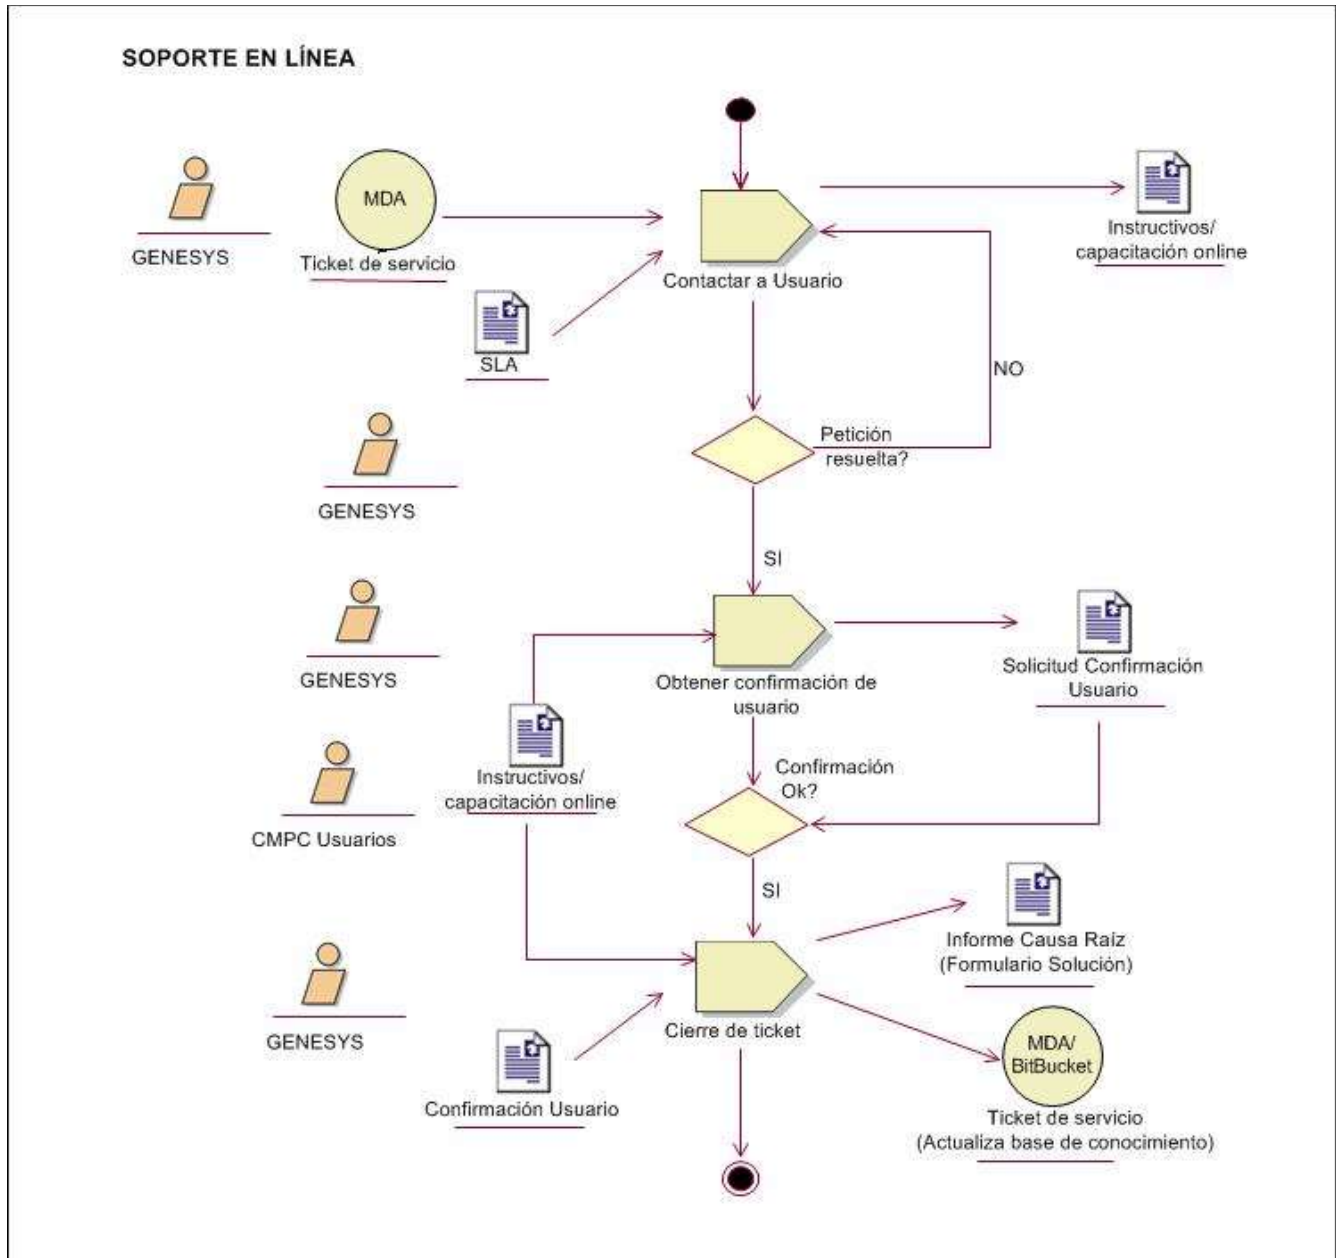 SOPORTE EN LÍNEA
MDA
GENESYS
Ticket de servicio
Instructivos/
capacitación online
Contactar a Usuario
SLA
NO
Petición
resuelta?
GENESYS
SI
GENESYS
Obtener confirmación de
usuario
Solicitud Confirmación
Usuario
Instructivos/
capacitación online
Confirmación
Ok?
CMPC Usuarios
SI
Informe Causa Raíz
(Formulario Solución)
GENESYS
Cierre de ticket
MDA/
BitBucket
Confirmación Usuario
Ticket de servicio
(Actualiza base de conocimiento)